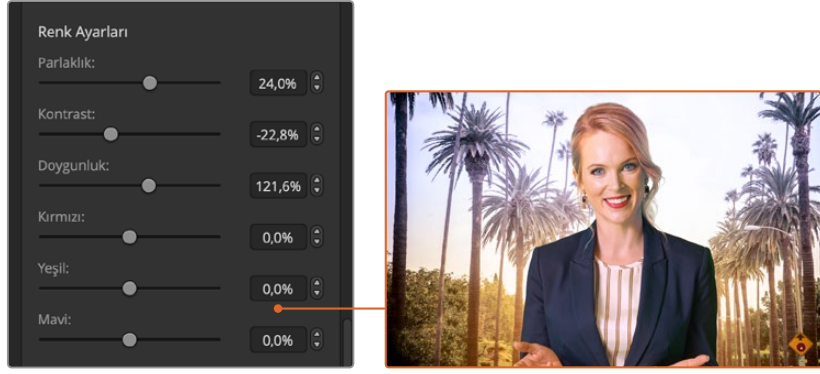 Renk Ayarları
Parlaklık:
24,0%
Kontrast:
-22,8%
Doygunluk:
121,6%
Kırmızı:
0,0%
Yeşil:
0,0%
Mavi:
0,0%